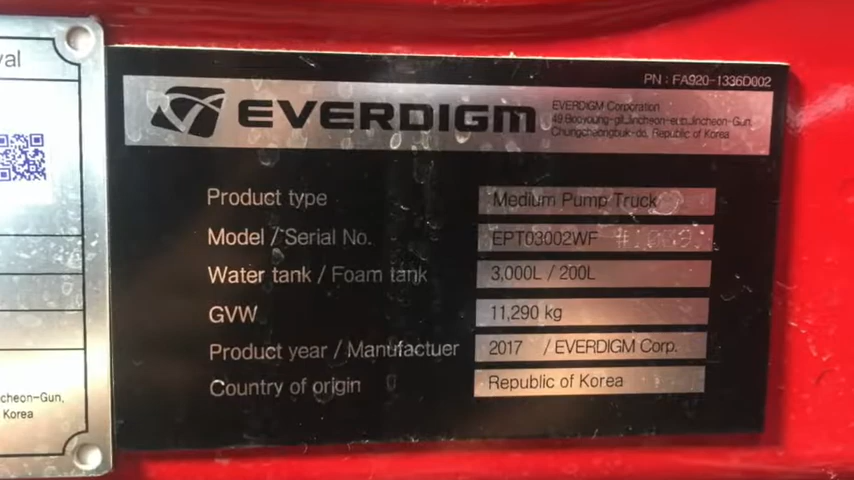 val
cheon-Gun,
Korea
PN : FA920-1336D002
EVERDIGM
EVERDIGM Corporation
Chungcheongbuk-do, Republic of Korea
Product type Medium Pump Truck
Model / Serial No. EPT03002WF
Water tank / Foam tank 3,000L / 200L
GVW 11,290 kg
Product year / Manufactuer 2017 / EVERDIGM Corp.
Country of origin Republic of Korea